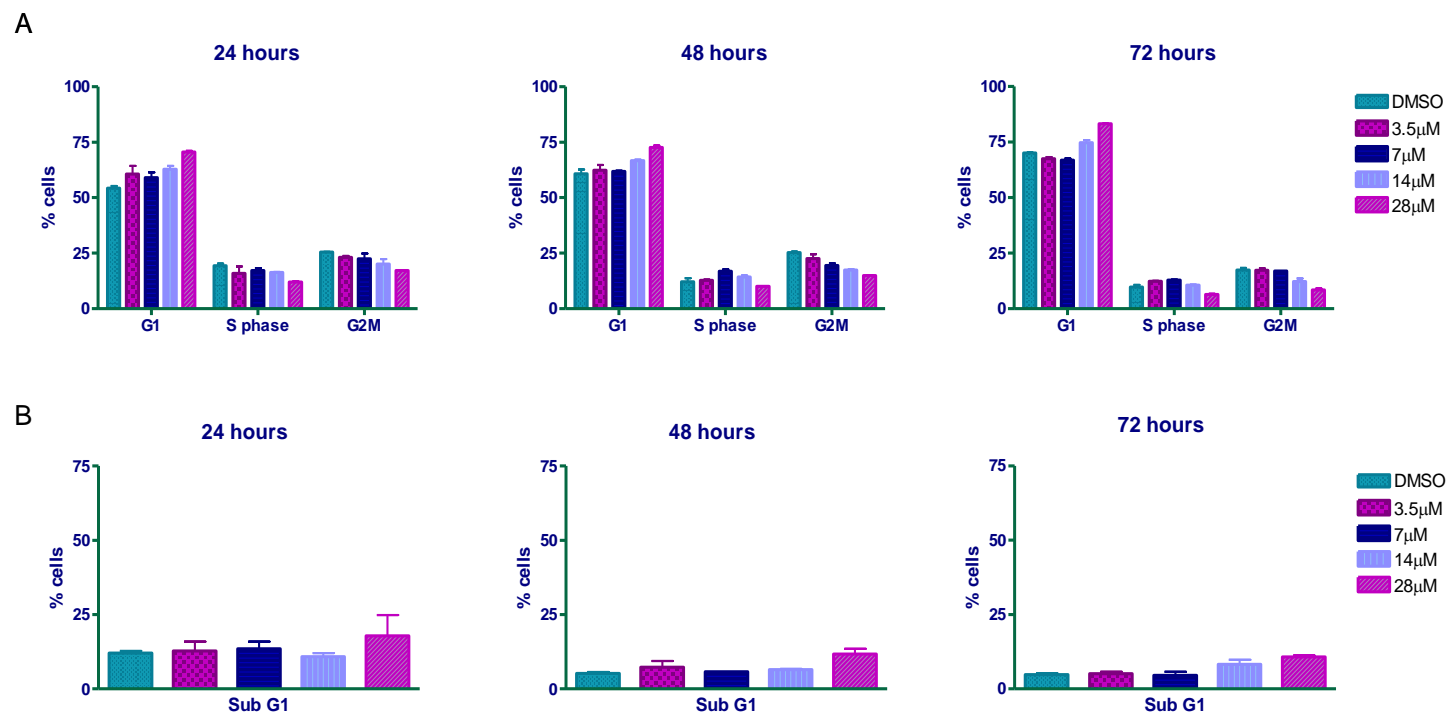 A
24 hours
48 hours
72 hours
% cells
100
75
50
25
0
G1 S phase G2M
% cells
100
75
50
25
0
G1 S phase G2M
% cells
100
75
50
25
0
G1 S phase G2M
DMSO
3.5μM
7μM
14μM
28μM
B
24 hours
48 hours
72 hours
% cells
75
50
25
0
Sub G1
% cells
75
50
25
0
Sub G1
% cells
75
50
25
0
Sub G1
DMSO
3.5μM
7μM
14μM
28μM